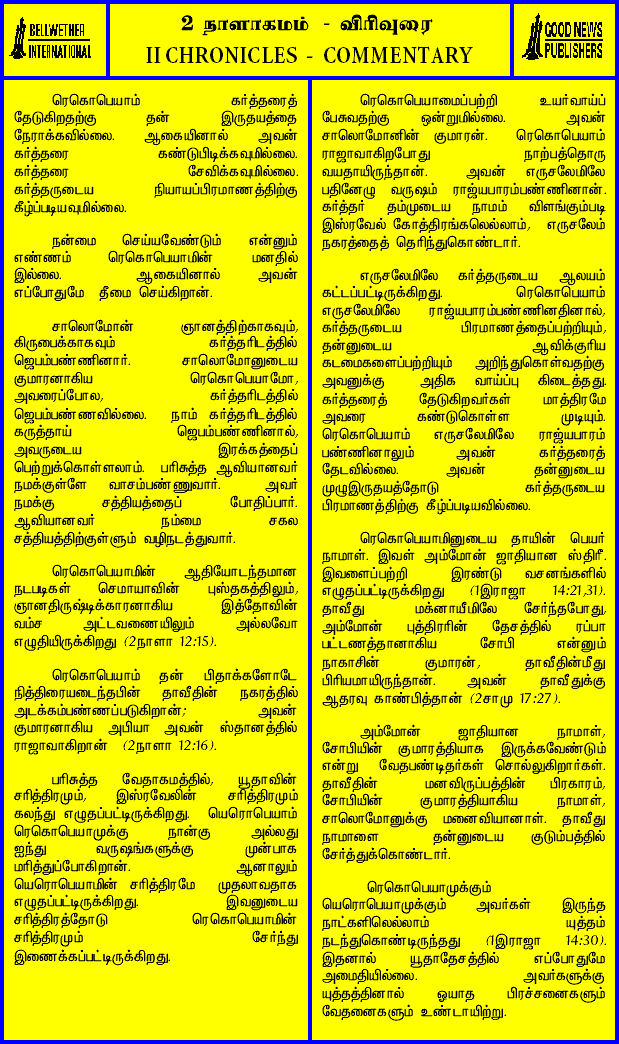 BELLWETHER
INTERNATIONAL
2 நாளாகமம் - விரிவுரை
II CHRONICLES - COMMENTARY
GOOD NEWS
PUBLISHERS
ரெகொபெயாம் கர்த்தரைத்
தேடுகிறதற்கு தன் இருதயத்தை
நேராக்கவில்லை. ஆகையினால் அவன்
கர்த்தரை கண்டுபிடிக்கவுமில்லை.
கர்த்தரை சேவிக்கவுமில்லை.
கர்த்தருடைய நியாயப்பிரமாணத்திற்கு
கீழ்ப்படியவுமில்லை.
நன்மை செய்யவேண்டும் என்னும்
எண்ணம் ரெகொபெயாமின் மனதில்
இல்லை. ஆகையினால் அவன்
எப்போதுமே தீமை செய்கிறான்.
சாலொமோன் ஞானத்திற்காகவும்,
கிருபைக்காகவும் கர்த்தரிடத்தில்
ஜெபம்பண்ணினார். சாலொமோனுடைய
குமாரனாகிய ரெகொபெயாமோ,
அவரைப்போல, கர்த்தரிடத்தில்
ஜெபம்பண்ணவில்லை. நாம் கர்த்தரிடத்தில்
கருத்தாய் ஜெபம்பண்ணினால்,
அவருடைய இரக்கத்தைப்
பெற்றுக்கொள்ளலாம். பரிசுத்த ஆவியானவர்
நமக்குள்ளே வாசம்பண்ணுவார். அவர்
நமக்கு சத்தியத்தைப் போதிப்பார்.
ஆவியானவர் நம்மை சகல
சத்தியத்திற்குள்ளும் வழிநடத்துவார்.
ரெகொபெயாமின் ஆதியோடந்தமான
நடபடிகள் செமாயாவின் புஸ்தகத்திலும்,
ஞானதிருஷ்டிக்காரனாகிய இத்தோவின்
வம்ச அட்டவணையிலும் அல்லவோ
எழுதியிருக்கிறது (2நாளா 12:15).
ரெகொபெயாம் தன் பிதாக்களோடே
நித்திரையடைந்தபின் தாவீதின் நகரத்தில்
அடக்கம்பண்ணப்படுகிறான்; அவன்
குமாரனாகிய அபியா அவன் ஸ்தானத்தில்
ராஜாவாகிறான் (2நாளா 12:16).
பரிசுத்த வேதாகமத்தில், யூதாவின்
சரித்திரமும், இஸ்ரவேலின் சரித்திரமும்
கலந்து எழுதப்பட்டிருக்கிறது. யெரொபெயாம்
ரெகொபெயாமுக்கு நான்கு அல்லது
ஐந்து வருஷங்களுக்கு முன்பாக
மரித்துப்போகிறான். ஆனாலும்
யெரொபெயாமின் சரித்திரமே முதலாவதாக
எழுதப்பட்டிருக்கிறது. இவனுடைய
சரித்திரத்தோடு ரெகொபெயாமின்
சரித்திரமும் சேர்ந்து
இணைக்கப்பட்டிருக்கிறது.
ரெகொபெயாமைப்பற்றி உயர்வாய்ப்
பேசுவதற்கு ஒன்றுமில்லை. அவன்
சாலொமோனின் குமாரன். ரெகொபெயாம்
ராஜாவாகிறபோது நாற்பத்தொரு
வயதாயிருந்தான். அவன் எருசலேமிலே
பதினேழு வருஷம் ராஜ்யபாரம்பண்ணினான்.
கர்த்தர் தம்முடைய நாமம் விளங்கும்படி
இஸ்ரவேல் கோத்திரங்கலெல்லாம், எருசலேம்
நகரத்தைத் தெரிந்துகொண்டார்.
எருசலேமிலே கர்த்தருடைய ஆலயம்
கட்டப்பட்டிருக்கிறது. ரெகொபெயாம்
எருசலேமிலே ராஜ்யபாரம்பண்ணினதினால்,
கர்த்தருடைய பிரமாணத்தைப்பற்றியும்,
தன்னுடைய ஆவிக்குரிய
கடமைகளைப்பற்றியும் அறிந்துகொள்வதற்கு
அவனுக்கு அதிக வாய்ப்பு கிடைத்தது.
கர்த்தரைத் தேடுகிறவர்கள் மாத்திரமே
அவரை கண்டுகொள்ள முடியும்.
ரெகொபெயாம் எருசலேமிலே ராஜ்யபாரம்
பண்ணினாலும் அவன் கர்த்தரைத்
தேடவில்லை. அவன் தன்னுடைய
முழுஇருதயத்தோடு கர்த்தருடைய
பிரமாணத்திற்கு கீழ்ப்படியவில்லை.
ரெகொபெயாமினுடைய தாயின் பெயர்
நாமாள். இவள் அம்மோன் ஜாதியான ஸ்திரீ.
இவளைப்பற்றி இரண்டு வசனங்களில்
எழுதப்பட்டிருக்கிறது (1இராஜா 14:21,31).
தாவீது மக்னாயீமிலே சேர்ந்தபோது,
அம்மோன் புத்திரரின் தேசத்தில் ரப்பா
பட்டணத்தானாகிய சோபி என்னும்
நாகாசின் குமாரன், தாவீதின்மீது
பிரியமாயிருந்தான். அவன் தாவீதுக்கு
ஆதரவு காண்பித்தான் (2சாமு 17:27).
அம்மோன் ஜாதியான நாமாள்,
சோபியின் குமாரத்தியாக இருக்கவேண்டும்
என்று வேதபண்டிதர்கள் சொல்லுகிறார்கள்.
தாவீதின் மனவிருப்பத்தின் பிரகாரம்,
சோபியின் குமாரத்தியாகிய நாமாள்,
சாலொமோனுக்கு மனைவியானாள். தாவீது
நாமாளை தன்னுடைய குடும்பத்தில்
சேர்த்துக்கொண்டார்.
ரெகொபெயாமுக்கும்
யெரொபெயாமுக்கும் அவர்கள் இருந்த
நாட்களிலெல்லாம் யுத்தம்
நடந்துகொண்டிருந்தது (1இராஜா 14:30).
இதனால் யூதாதேசத்தில் எப்போதுமே
அமைதியில்லை. அவர்களுக்கு
யுத்தத்தினால் ஓயாத பிரச்சனைகளும்
வேதனைகளும் உண்டாயிற்று.